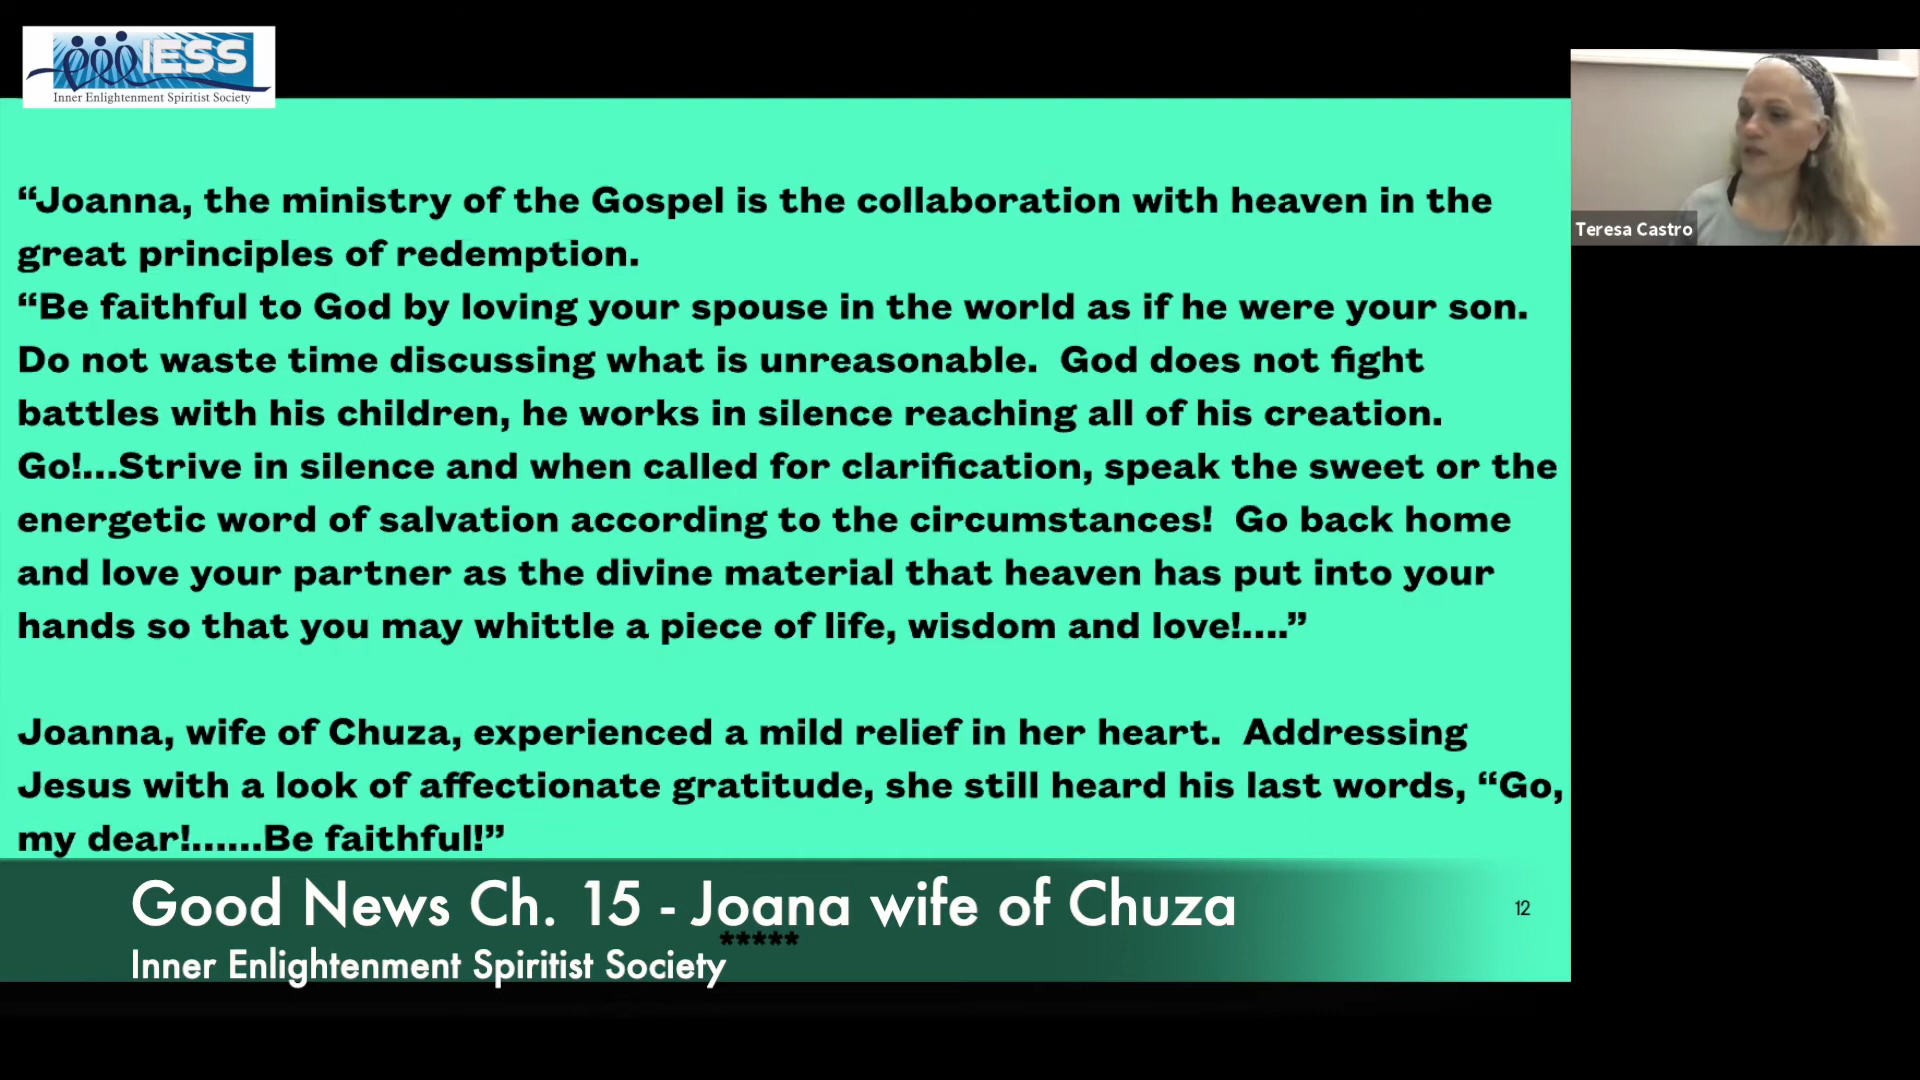 IESS
Inner Enlightenment Spiritist Society
“Joanna, the ministry of the Gospel is the collaboration with heaven in the
great principles of redemption.
“Be faithful to God by loving your spouse in the world as if he were your son.
Do not waste time discussing what is unreasonable.  God does not fight
battles with his children, he works in silence reaching all of his creation.
Go!...Strive in silence and when called for clarification, speak the sweet or the
energetic word of salvation according to the circumstances!  Go back home
and love your partner as the divine material that heaven has put into your
hands so that you may whittle a piece of life, wisdom and love!....”
Joanna, wife of Chuza, experienced a mild relief in her heart.  Addressing
Jesus with a look of affectionate gratitude, she still heard his last words, “Go,
my dear!......Be faithful!”
Good News Ch. 15 - Joana wife of Chuza
*****
Inner Enlightenment Spiritist Society
12
Teresa Castro